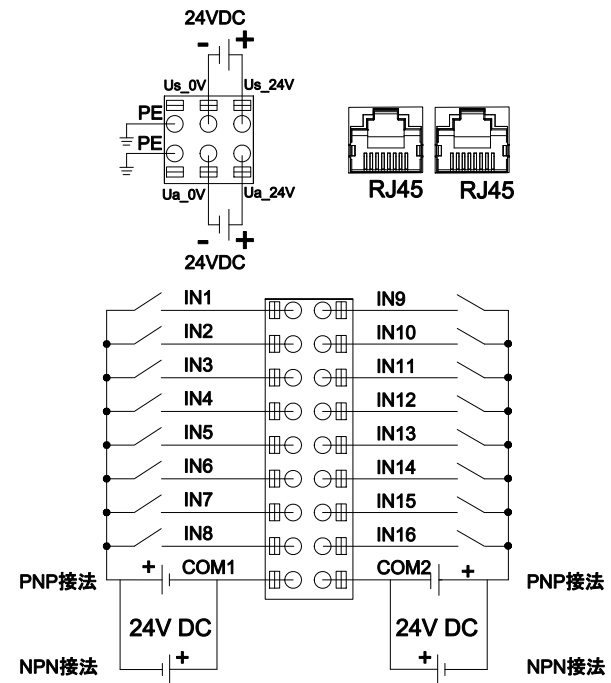 24VDC
- +
Us_0V Us_24V
PE
PE
Ua_0V Ua_24V
- +
24VDC
RJ45 RJ45
IN1 IN9
IN2 IN10
IN3 IN11
IN4 IN12
IN5 IN13
IN6 IN14
IN7 IN15
IN8 IN16
+ COM1 COM2 +
PNP接法 PNP接法
24V DC 24V DC
+ +
NPN接法 NPN接法